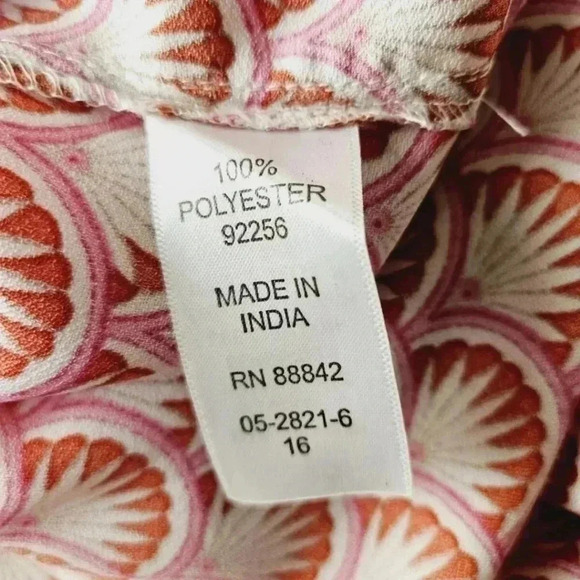 100%
POLYESTER
92256
MADE IN
INDIA
RN 88842
05-2821-6
16